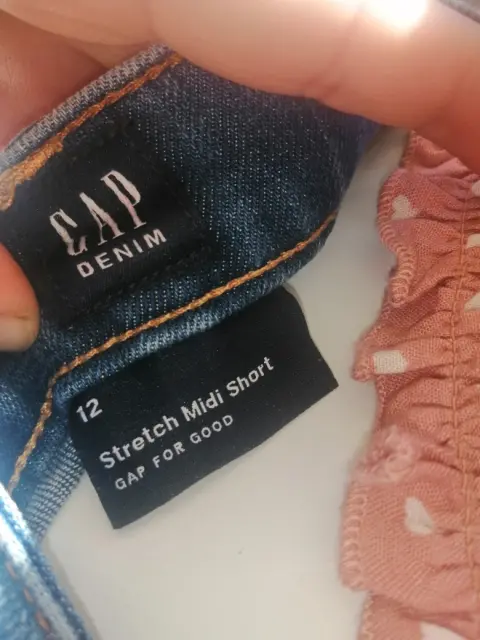 GAP
DENIM
12
Stretch Midi Short
GAP FOR GOOD